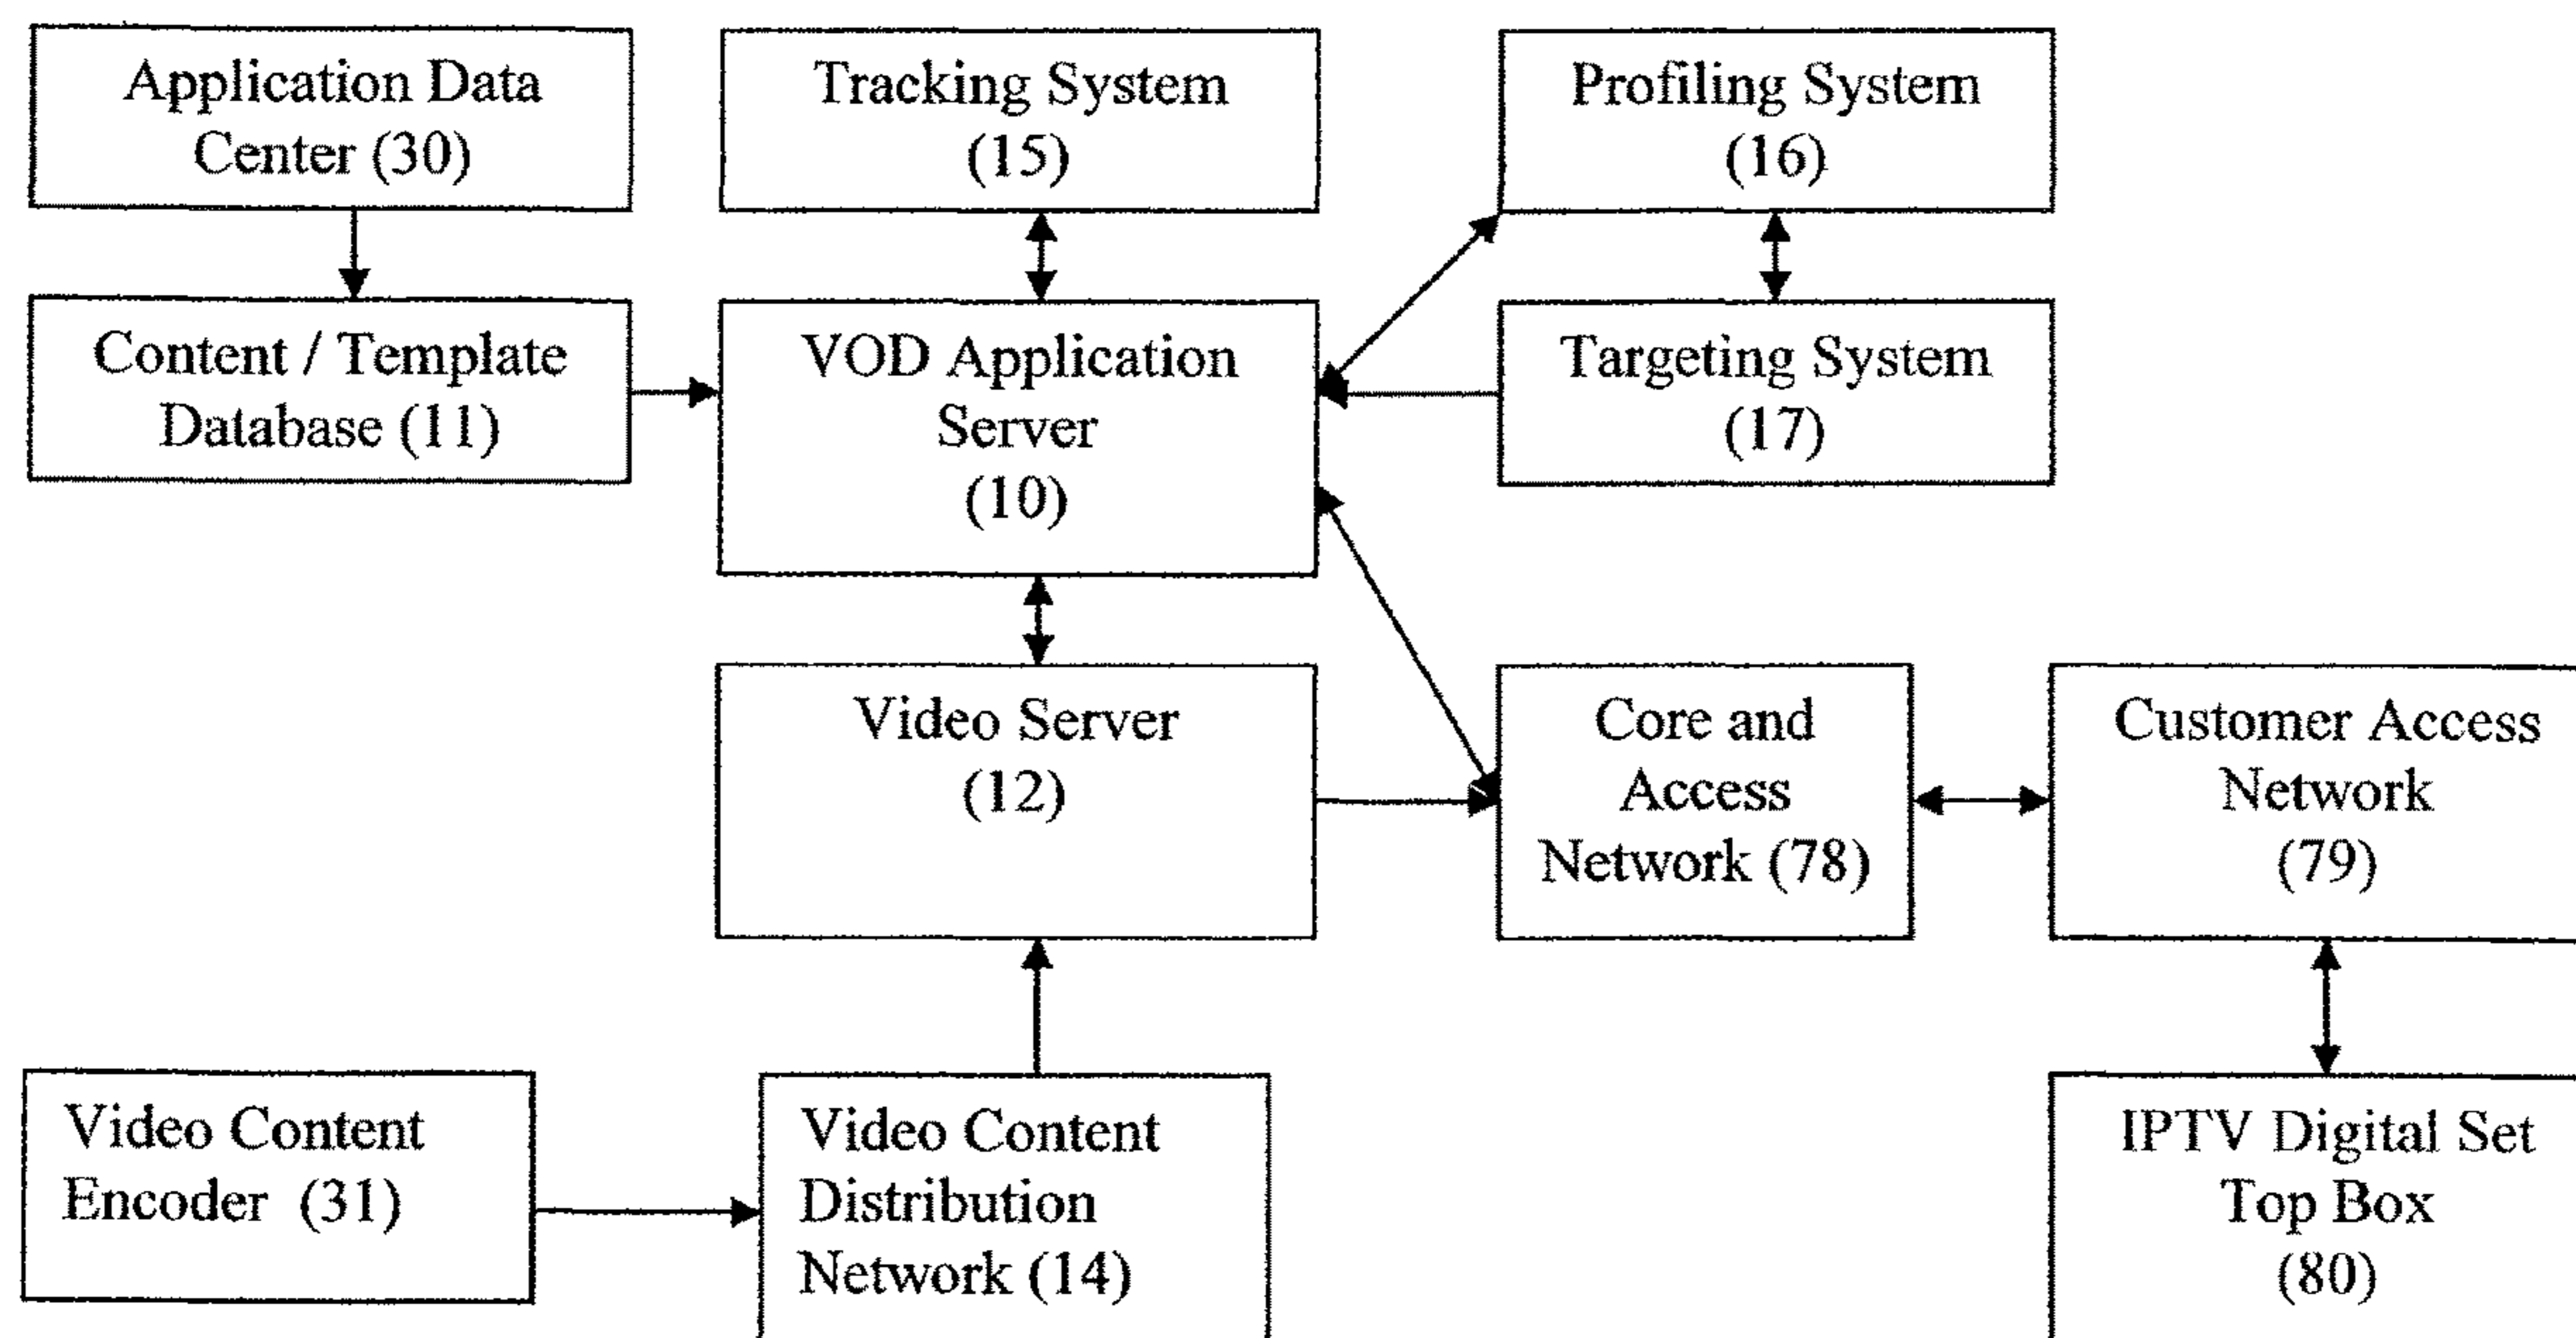 Application Data
Center (30)
Tracking System
(15)
Profiling System
(16)
Content / Template
Database (11)
VOD Application
Server
(10)
Targeting System
(17)
Video Server
(12)
Core and
Access
Network (78)
Customer Access
Network
(79)
Video Content
Encoder (31)
Video Content
Distribution
Network (14)
IPTV Digital Set
Top Box
(80)